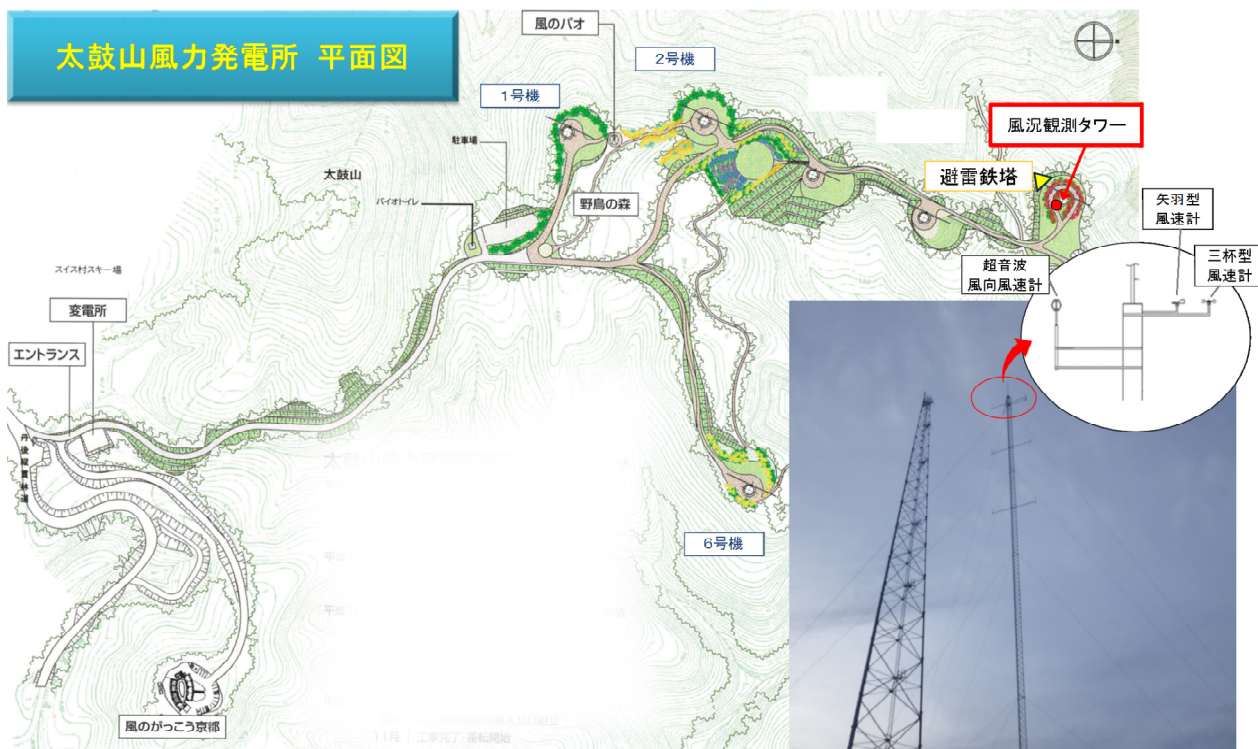 太鼓山風力発電所 平面図
風のパオ
2号機
1号機
駐車場
風況観測タワー
避雷鉄塔
太鼓山
バイオトイレ
野鳥の森
矢羽型
風速計
超音波
風向風速計
三杯型
風速計
スイス村スキー場
変電所
エントランス
6号機
風のがっこう京都
11月
工事完了・運転開始